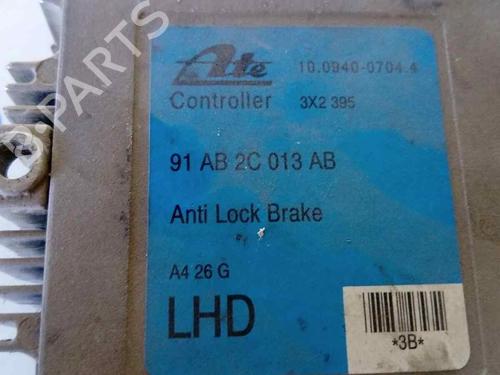 Ate 10.0940-0704.4
Controller 3X2 395
91 AB 2C 013 AB
Anti Lock Brake
A4 26 G
LHD
*3B*
B-PARTS